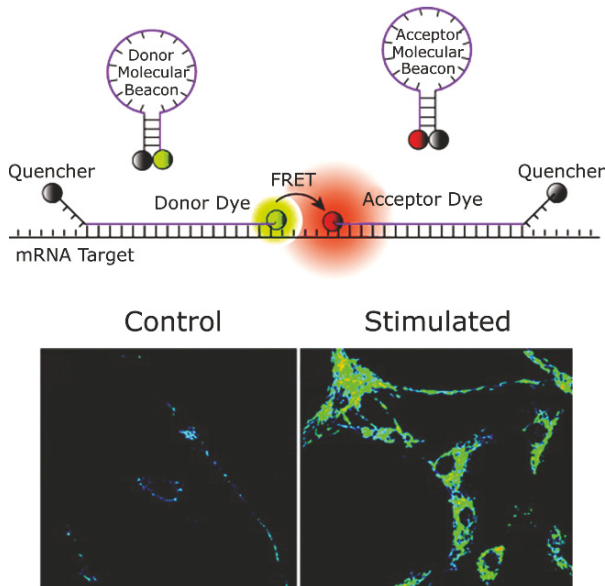 Donor
Molecular
Beacon
Acceptor
Molecular
Beacon
Quencher
FRET
Quencher
Donor Dye
Acceptor Dye
mRNA Target
Control
Stimulated